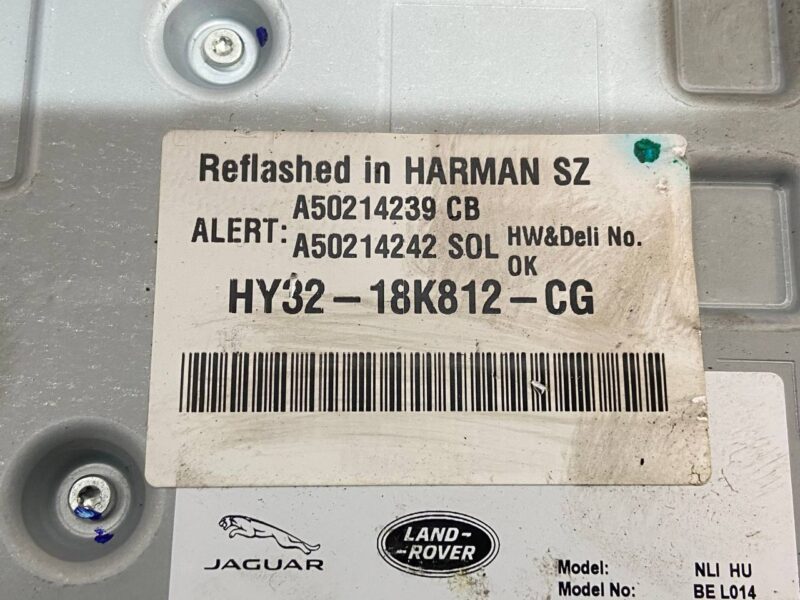 Reflashed in HARMAN SZ
ALERT: A50214239 CB
A50214242 SOL HW&Deli No.
OK
HY32-18K812-CG
JAGUAR
LAND-
-ROVER
Model: NLI HU
Model No: BE L014